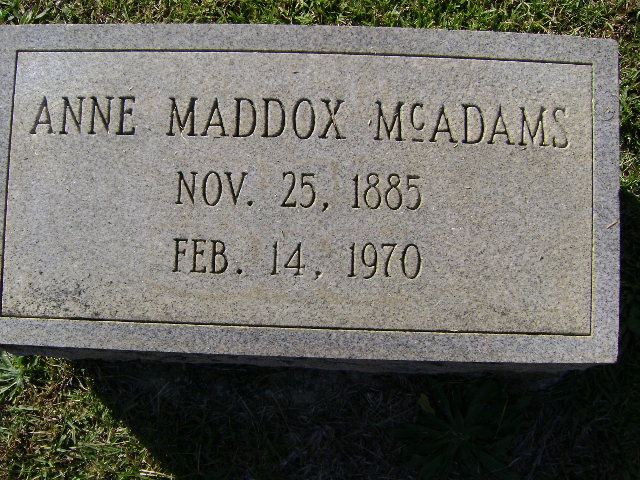 ANNE MADDOX McADAMS
NOV. 25, 1885
FEB. 14, 1970